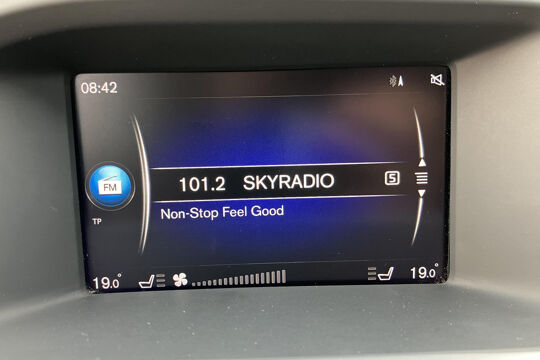 08:42
101.2 SKYRADIO 5
FM
Non-Stop Feel Good
TP
19.0° 19.0°